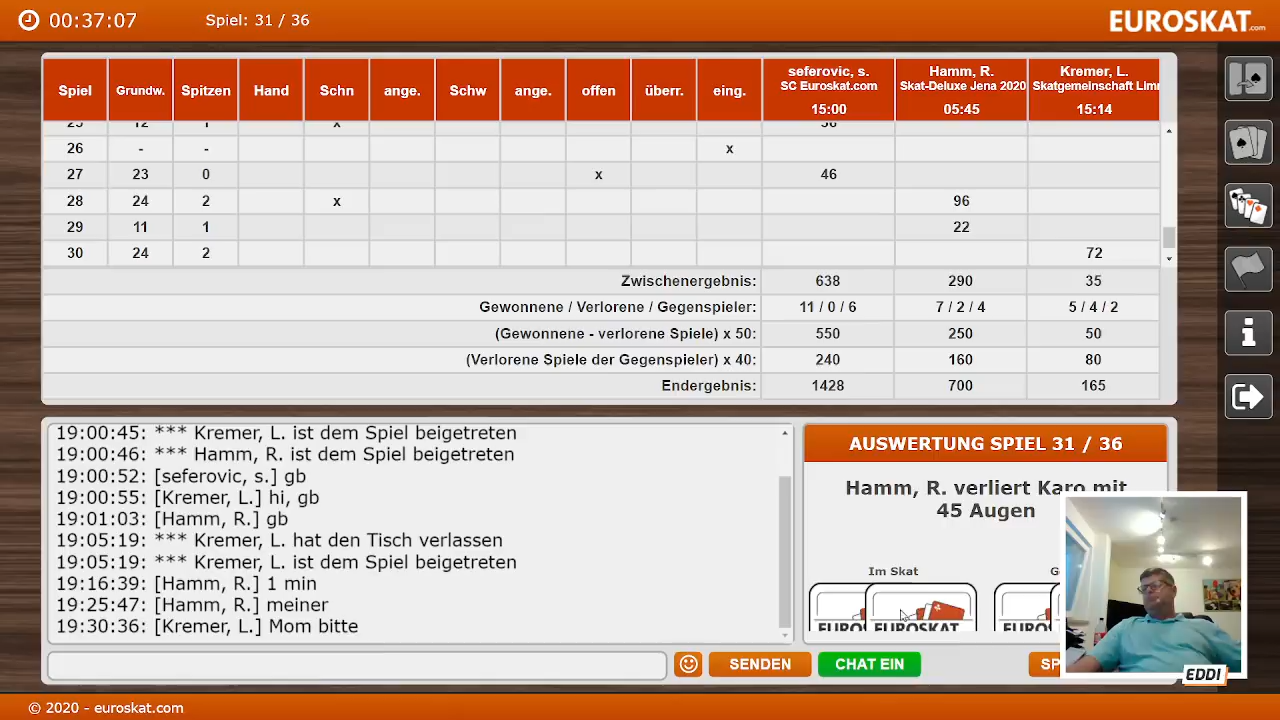 00:37:07
Spiel: 31 / 36
EUROSKAT.com
Spiel Grundw. Spitzen Hand Schn ange. Schw ange. offen überr. eing.
seferovic, s.
SC Euroskat.com
15:00
Hamm, R.
Skat-Deluxe Jena 2020
05:45
Kremer, L.
Skatgemeinschaft
15:14
25 12 1 x 36
26 - - x
27 23 0 x 46
28 24 2 x 96
29 11 1 22
30 24 2 72
Zwischenergebnis: 638 290 35
Gewonnene / Verlorene / Gegenspieler: 11 / 0 / 6 7 / 2 / 4 5 / 4 / 2
(Gewonnene - verlorene Spiele) x 50: 550 250 50
(Verlorene Spiele der Gegenspieler) x 40: 240 160 80
Endergebnis: 1428 700 165
19:00:45: *** Kremer, L. ist dem Spiel beigetreten
19:00:46: *** Hamm, R. ist dem Spiel beigetreten
19:00:52: [seferovic, s.] gb
19:00:55: [Kremer, L.] hi, gb
19:01:03: [Hamm, R.] gb
19:05:19: *** Kremer, L. hat den Tisch verlassen
19:05:19: *** Kremer, L. ist dem Spiel beigetreten
19:16:39: [Hamm, R.] 1 min
19:25:47: [Hamm, R.] meiner
19:30:36: [Kremer, L.] Mom bitte
AUSWERTUNG SPIEL 31 / 36
Hamm, R. verliert Karo mit
45 Augen
Im Skat
EUROS EUROSKAT EUROS
SENDEN
CHAT EIN
SP
EDDI
© 2020 - euroskat.com